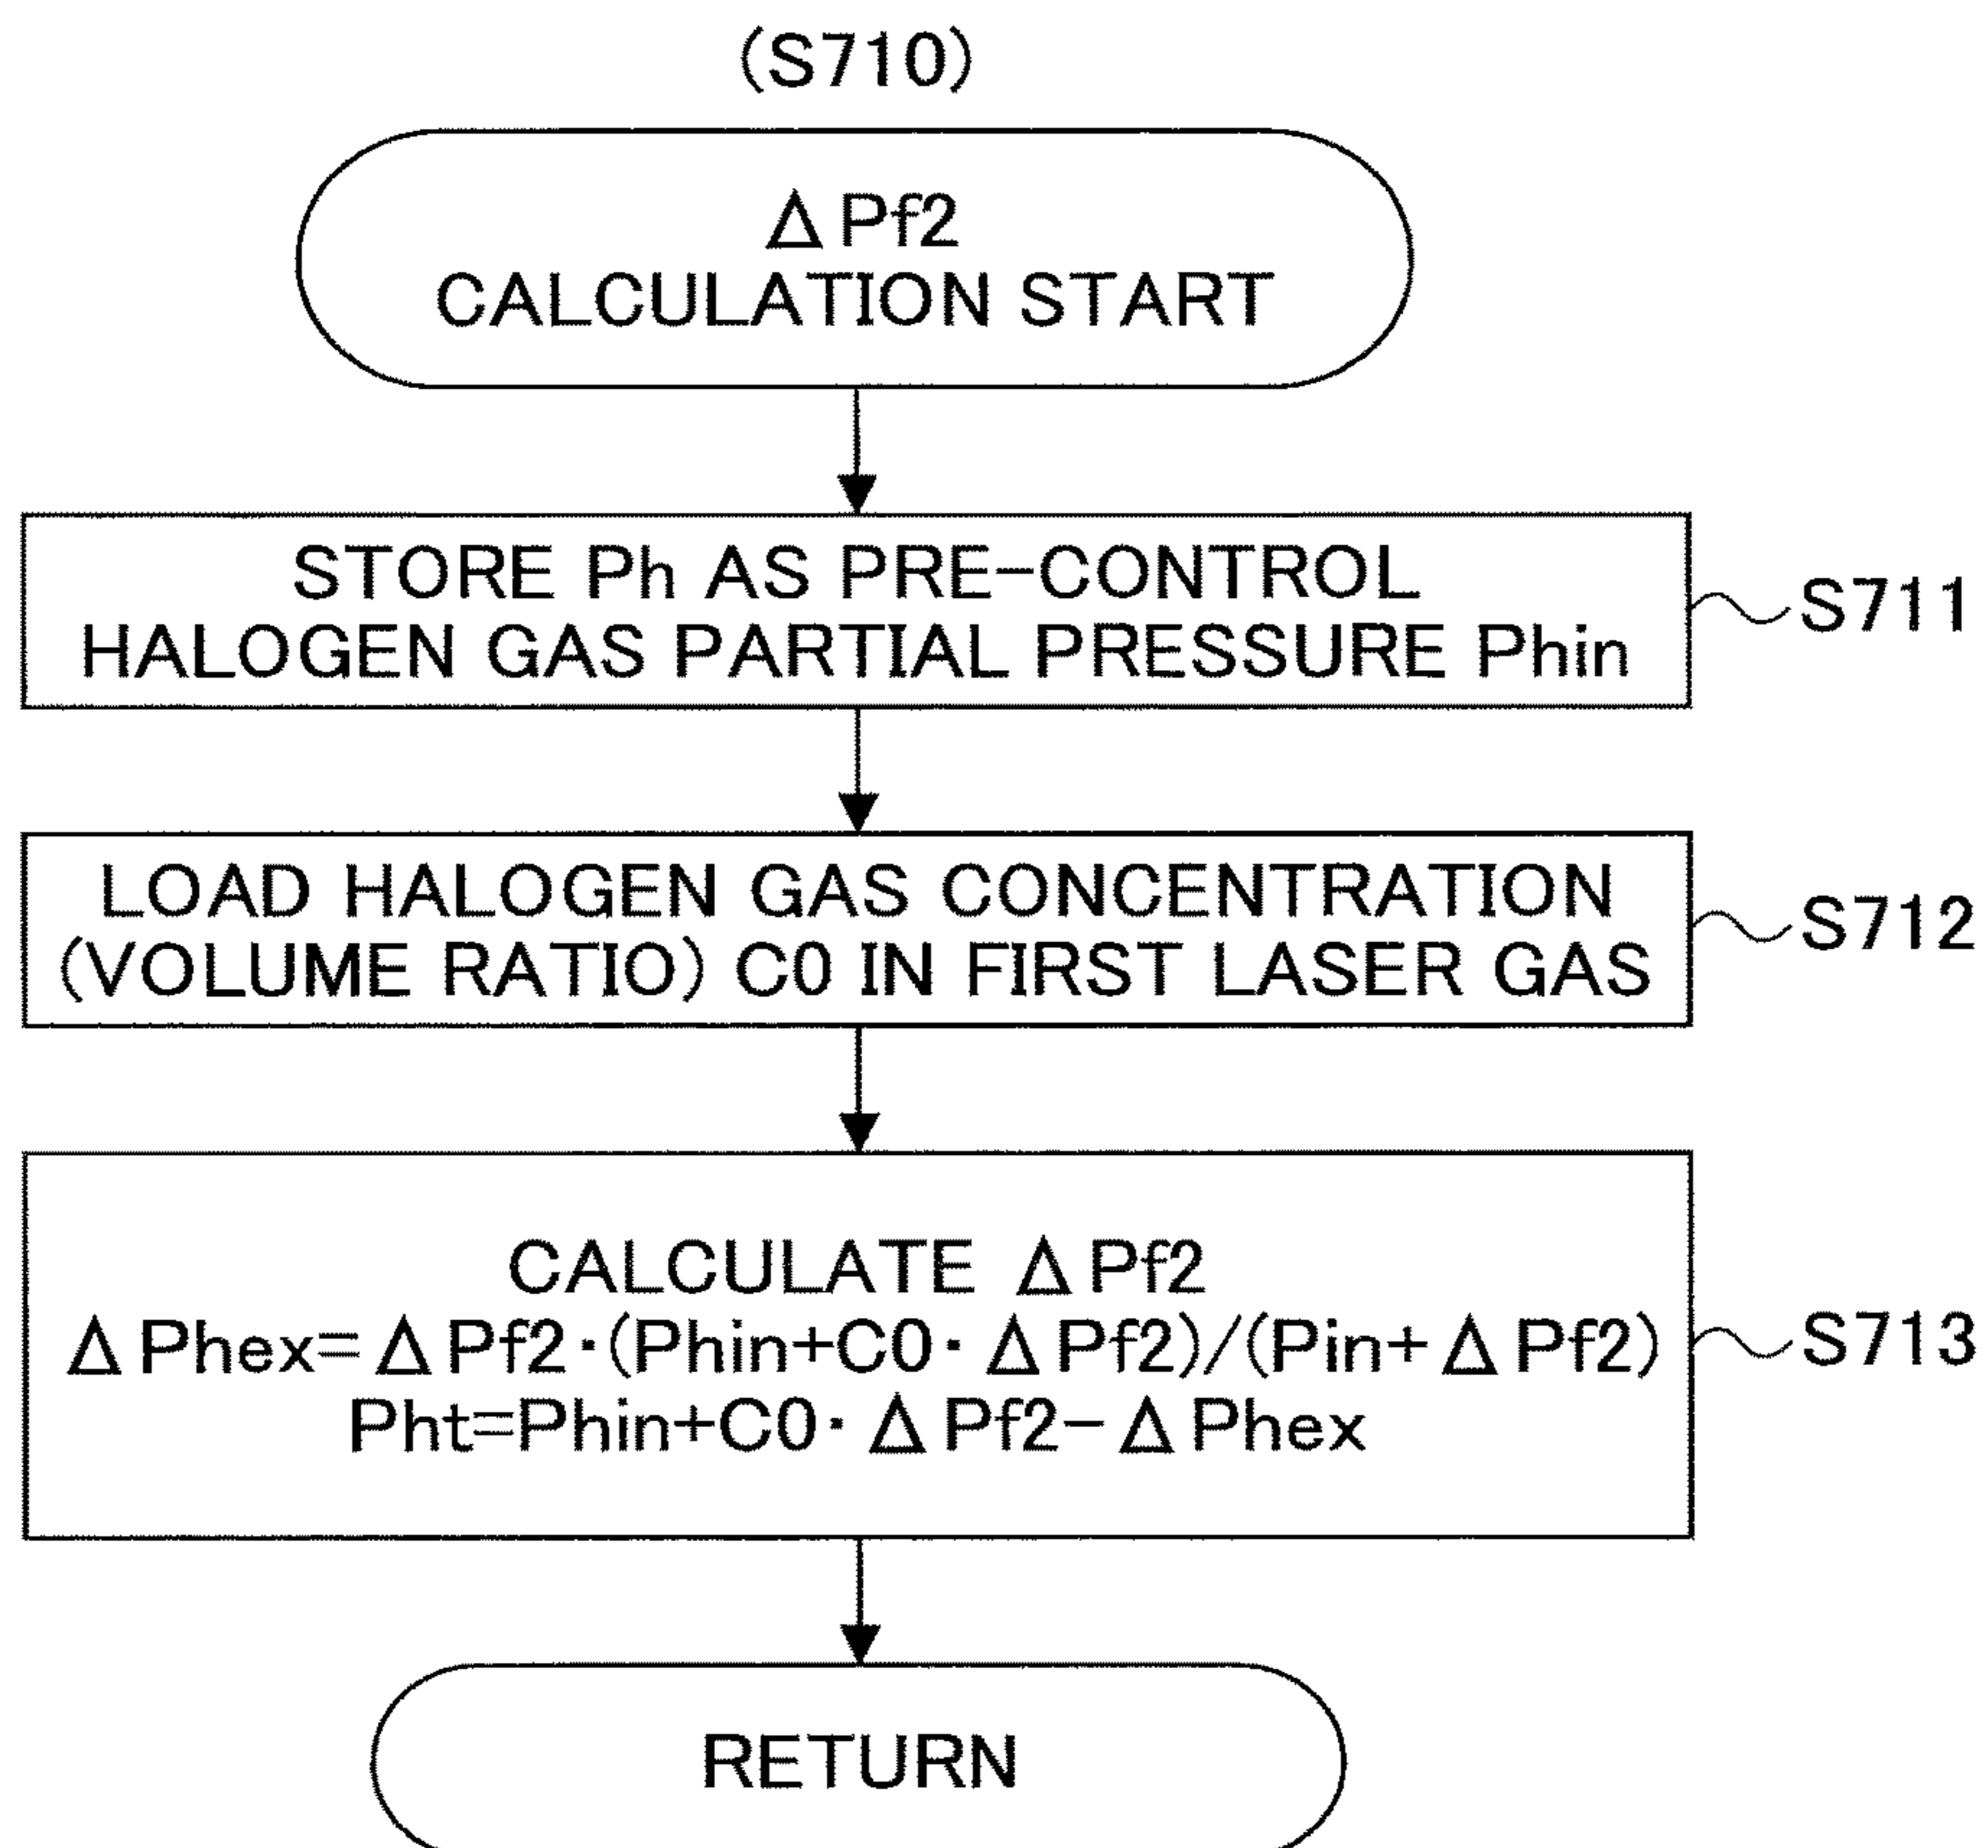 (S710)
ΔPf2
CALCULATION START
STORE Ph AS PRE-CONTROL
HALOGEN GAS PARTIAL PRESSURE Phin
S711
LOAD HALOGEN GAS CONCENTRATION
(VOLUME RATIO) C0 IN FIRST LASER GAS
S712
CALCULATE ΔPf2
ΔPhex=ΔPf2·(Phin+C0·ΔPf2)/(Pin+ΔPf2)
Pht=Phin+C0·ΔPf2-ΔPhex
S713
RETURN